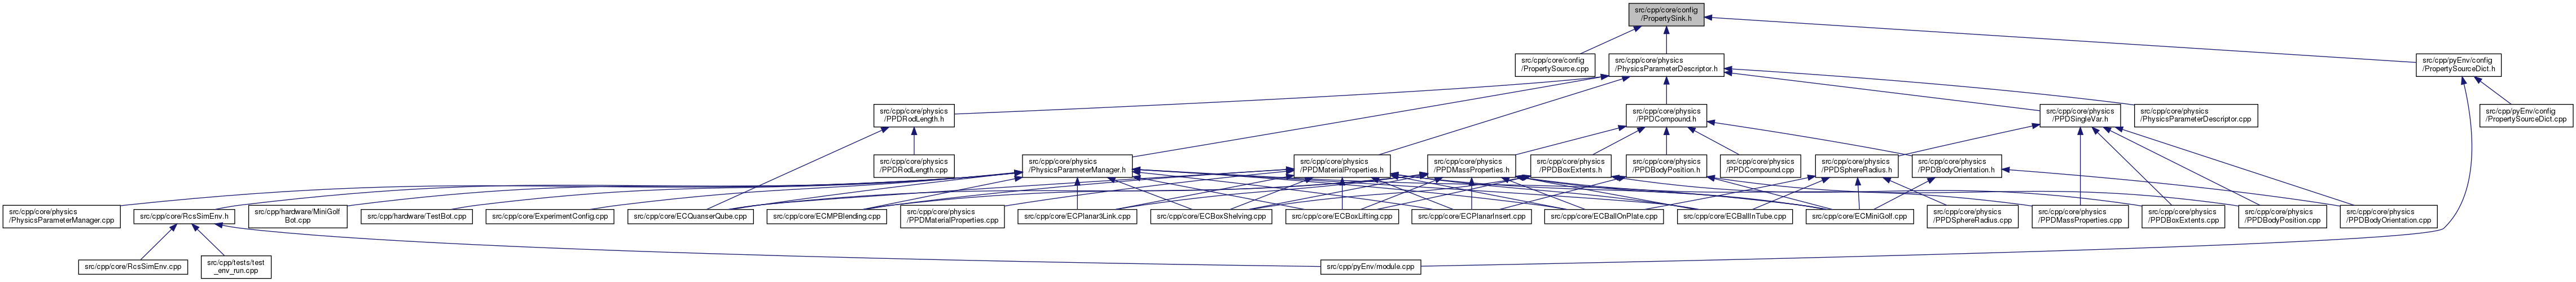 src/cpp/core/config
/PropertySink.h
src/cpp/core/config
/PropertySource.cpp
src/cpp/core/physics
/PhysicsParameterDescriptor.h
src/cpp/pyEnv/config
/PropertySourceDict.h
src/cpp/core/physics
/PPDRodLength.h
src/cpp/core/physics
/PPDCompound.h
src/cpp/core/physics
/PPDSingleVar.h
src/cpp/core/physics
/PhysicsParameterDescriptor.cpp
src/cpp/pyEnv/config
/PropertySourceDict.cpp
src/cpp/core/physics
/PPDRodLength.cpp
src/cpp/core/physics
/PhysicsParameterManager.h
src/cpp/core/physics
/PPDMaterialProperties.h
src/cpp/core/physics
/PPDMassProperties.h
src/cpp/core/physics
/PPDBoxExtents.h
src/cpp/core/physics
/PPDBodyPosition.h
src/cpp/core/physics
/PPDCompound.cpp
src/cpp/core/physics
/PPDSphereRadius.h
src/cpp/core/physics
/PPDBodyOrientation.h
src/cpp/core/physics
/PhysicsParameterManager.cpp
src/cpp/core/RcsSimEnv.h
src/cpp/hardware/MiniGolf
Bot.cpp
src/cpp/hardware/TestBot.cpp
src/cpp/core/ExperimentConfig.cpp
src/cpp/core/ECQuanserQube.cpp
src/cpp/core/ECMPBlending.cpp
src/cpp/core/physics
/PPDMaterialProperties.cpp
src/cpp/core/ECPlanar3Link.cpp
src/cpp/core/ECBoxShelving.cpp
src/cpp/core/ECBoxLifting.cpp
src/cpp/core/ECPlanarInsert.cpp
src/cpp/core/ECBallOnPlate.cpp
src/cpp/core/ECBallInTube.cpp
src/cpp/core/ECMiniGolf.cpp
src/cpp/core/physics
/PPDSphereRadius.cpp
src/cpp/core/physics
/PPDMassProperties.cpp
src/cpp/core/physics
/PPDBoxExtents.cpp
src/cpp/core/physics
/PPDBodyPosition.cpp
src/cpp/core/physics
/PPDBodyOrientation.cpp
src/cpp/core/RcsSimEnv.cpp
src/cpp/tests/test
_env_run.cpp
src/cpp/pyEnv/module.cpp